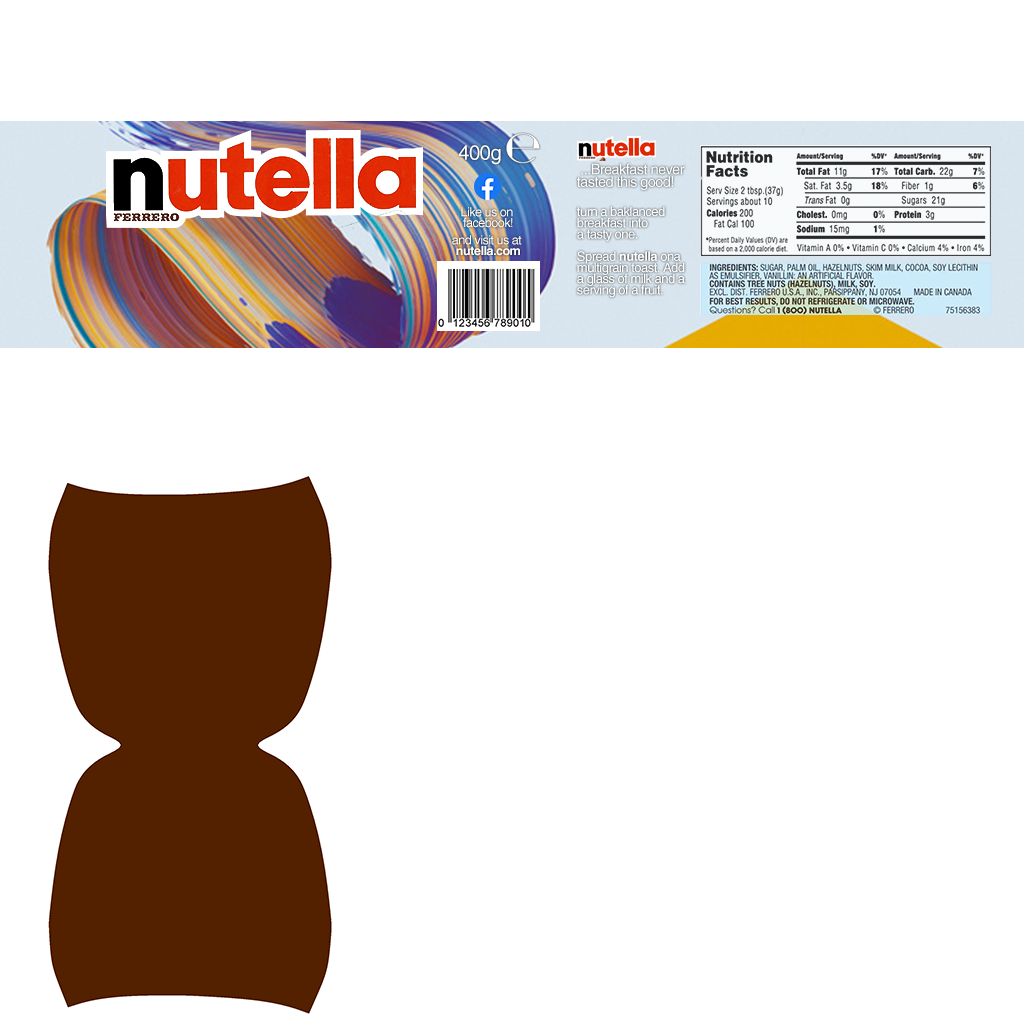 nutella
FERRERO
400g ℮
Like us on
facebook!
and visit us at
nutella.com
0 123456 789010
nutella
FERRERO
...Breakfast never
tasted this good!
turn a baklanced
breakfast into
a tasty one.
Spread nutella ona
multigrain toast. Add
a glass of milk and a
serving of a fruit.
Nutrition
Facts
Serv Size 2 tbsp.(37g)
Servings about 10
Calories 200
Fat Cal 100
*Percent Daily Values (DV) are
based on a 2,000 calorie diet.
Amount/Serving %DV* Amount/Serving %DV*
Total Fat 11g 17% Total Carb. 22g 7%
Sat. Fat 3.5g 18% Fiber 1g 6%
Trans Fat 0g Sugars 21g
Cholest. 0mg 0% Protein 3g
Sodium 15mg 1%
Vitamin A 0% • Vitamin C 0% • Calcium 4% • Iron 4%
INGREDIENTS: SUGAR, PALM OIL, HAZELNUTS, SKIM MILK, COCOA, SOY LECITHIN
AS EMULSIFIER, VANILLIN: AN ARTIFICIAL FLAVOR.
CONTAINS TREE NUTS (HAZELNUTS), MILK, SOY.
EXCL. DIST. FERRERO U.S.A., INC., PARSIPPANY, NJ 07054 MADE IN CANADA
FOR BEST RESULTS, DO NOT REFRIGERATE OR MICROWAVE.
Questions? Call 1 (800) NUTELLA © FERRERO 75156383